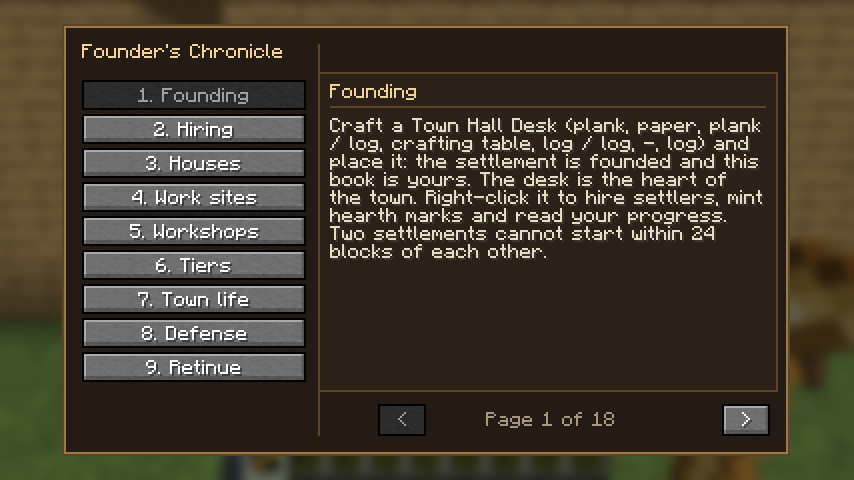 Founder's Chronicle
1. Founding
2. Hiring
3. Houses
4. Work sites
5. Workshops
6. Tiers
7. Town life
8. Defense
9. Retinue
Founding
Craft a Town Hall Desk (plank, paper, plank
/ log, crafting table, log / log, -, log) and
place it: the settlement is founded and this
book is yours. The desk is the heart of
the town. Right-click it to hire settlers, mint
hearth marks and read your progress.
Two settlements cannot start within 24
blocks of each other.
< Page 1 of 18 >